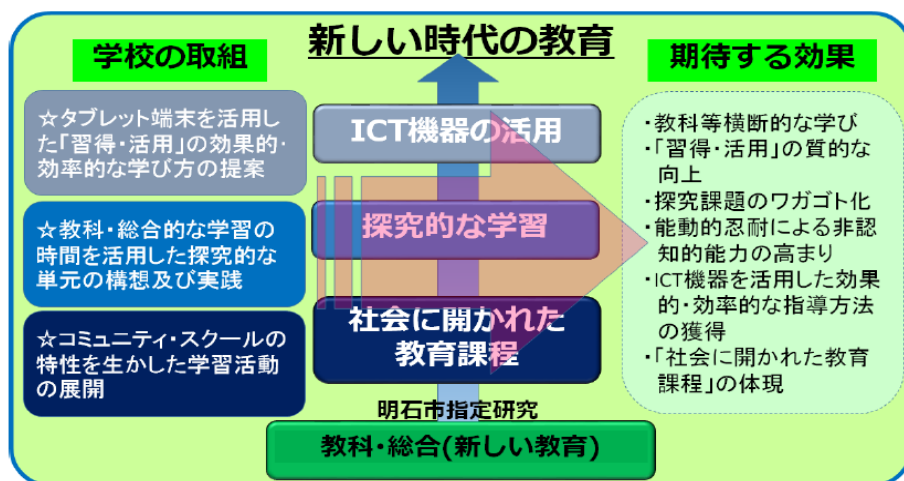 新しい時代の教育
学校の取組
☆タブレット端末を活用し
た「習得・活用」の効果的・
効率的な学び方の提案
☆教科・総合的な学習の
時間を活用した探究的な
単元の構想及び実践
☆コミュニティ・スクールの
特性を生かした学習活動
の展開
ICT機器の活用
探究的な学習
社会に開かれた
教育課程
明石市指定研究
教科・総合(新しい教育)
期待する効果
・教科等横断的な学び
・「習得・活用」の質的な
向上
・探究課題のワガゴト化
・能動的忍耐による非認
知的能力の高まり
・ICT機器を活用した効果
的・効率的な指導方法
の獲得
・「社会に開かれた教育
課程」の体現